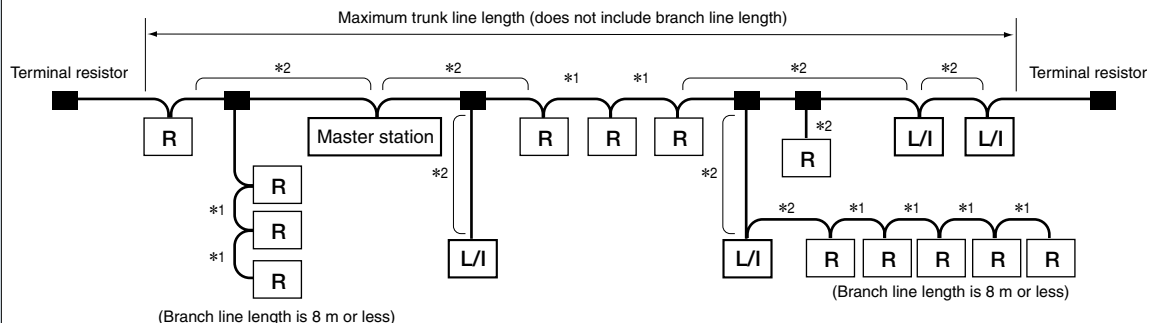 Maximum trunk line length (does not include branch line length)
Terminal resistor
Terminal resistor
*2
*2
*1
*1
*2
*2
R
Master station
R
R
R
*2
R
L/I
L/I
*2
*2
R
*1
R
*1
R
L/I
L/I
*2
*1
*1
*1
*1
R
R
R
R
R
(Branch line length is 8 m or less)
(Branch line length is 8 m or less)